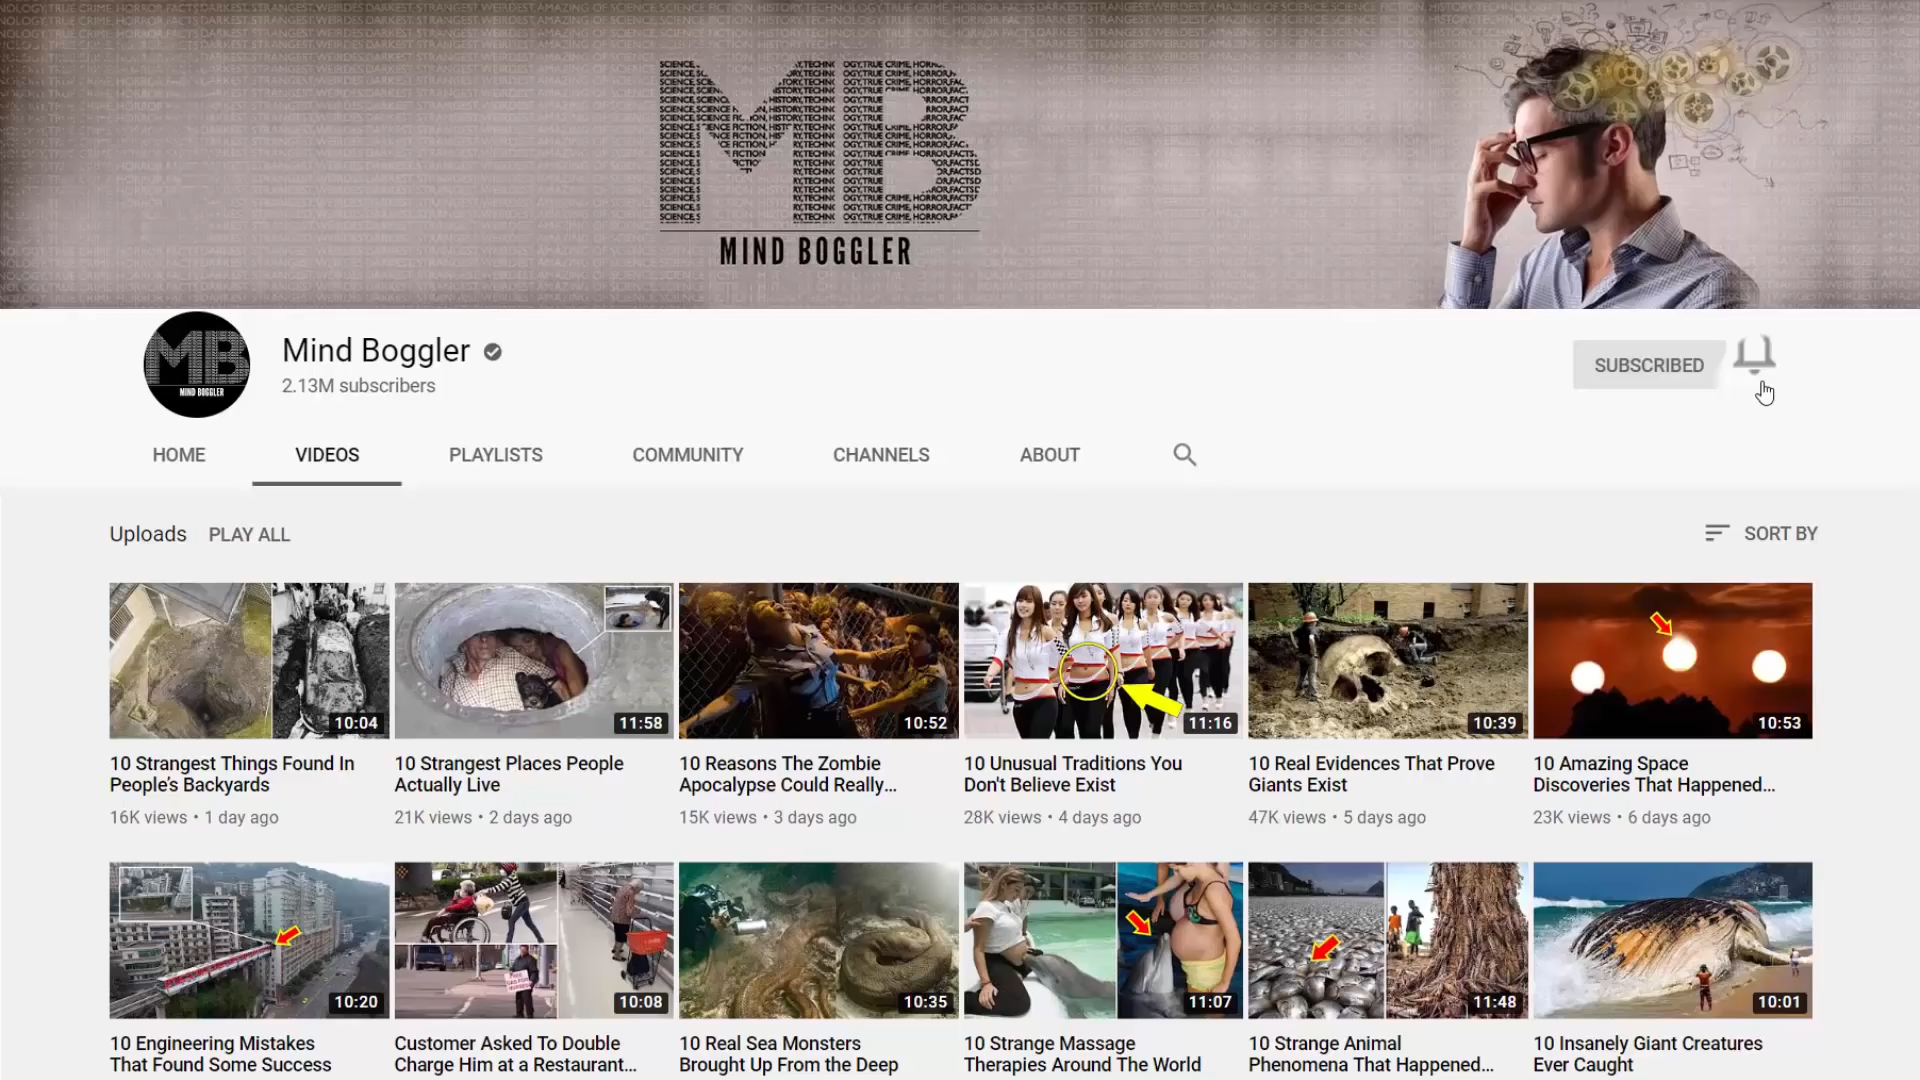 MB
MIND BOGGLER
MB
MIND BOGGLER
Mind Boggler
2.13M subscribers
SUBSCRIBED
HOME
VIDEOS
PLAYLISTS
COMMUNITY
CHANNELS
ABOUT
Uploads
PLAY ALL
SORT BY
10:04
11:58
10:52
11:16
10:39
10:53
10 Strangest Things Found In
People’s Backyards
16K views • 1 day ago
10 Strangest Places People
Actually Live
21K views • 2 days ago
10 Reasons The Zombie
Apocalypse Could Really...
15K views • 3 days ago
10 Unusual Traditions You
Don't Believe Exist
28K views • 4 days ago
10 Real Evidences That Prove
Giants Exist
47K views • 5 days ago
10 Amazing Space
Discoveries That Happened...
23K views • 6 days ago
10:20
10:08
10:35
11:07
11:48
10:01
10 Engineering Mistakes
That Found Some Success
Customer Asked To Double
Charge Him at a Restaurant...
10 Real Sea Monsters
Brought Up From the Deep
10 Strange Massage
Therapies Around The World
10 Strange Animal
Phenomena That Happened...
10 Insanely Giant Creatures
Ever Caught